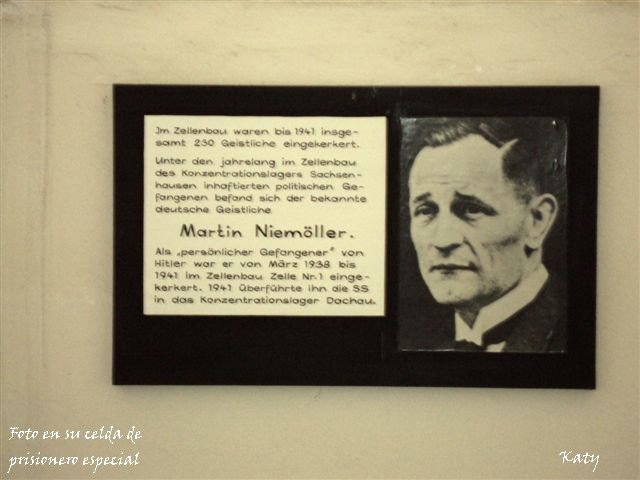 Im Zellenbau waren bis 1941 insge-
samt 230 Geistliche eingekerkert.
Unter den jahrelang im Zellenbau
des Konzentrationslagers Sachsen-
hausen inhaftierten politischen Ge-
fangenen befand sich der bekannte
deutsche Geistliche
Martin Niemöller.
Als „persönlicher Gefangener" von
Hitler war er von März 1938 bis
1941 im Zellenbau Zelle Nr.1 einge-
kerkert. 1941 überführte ihn die SS
in das Konzentrationslager Dachau.
Foto en su celda de
prisionero especial
Katy